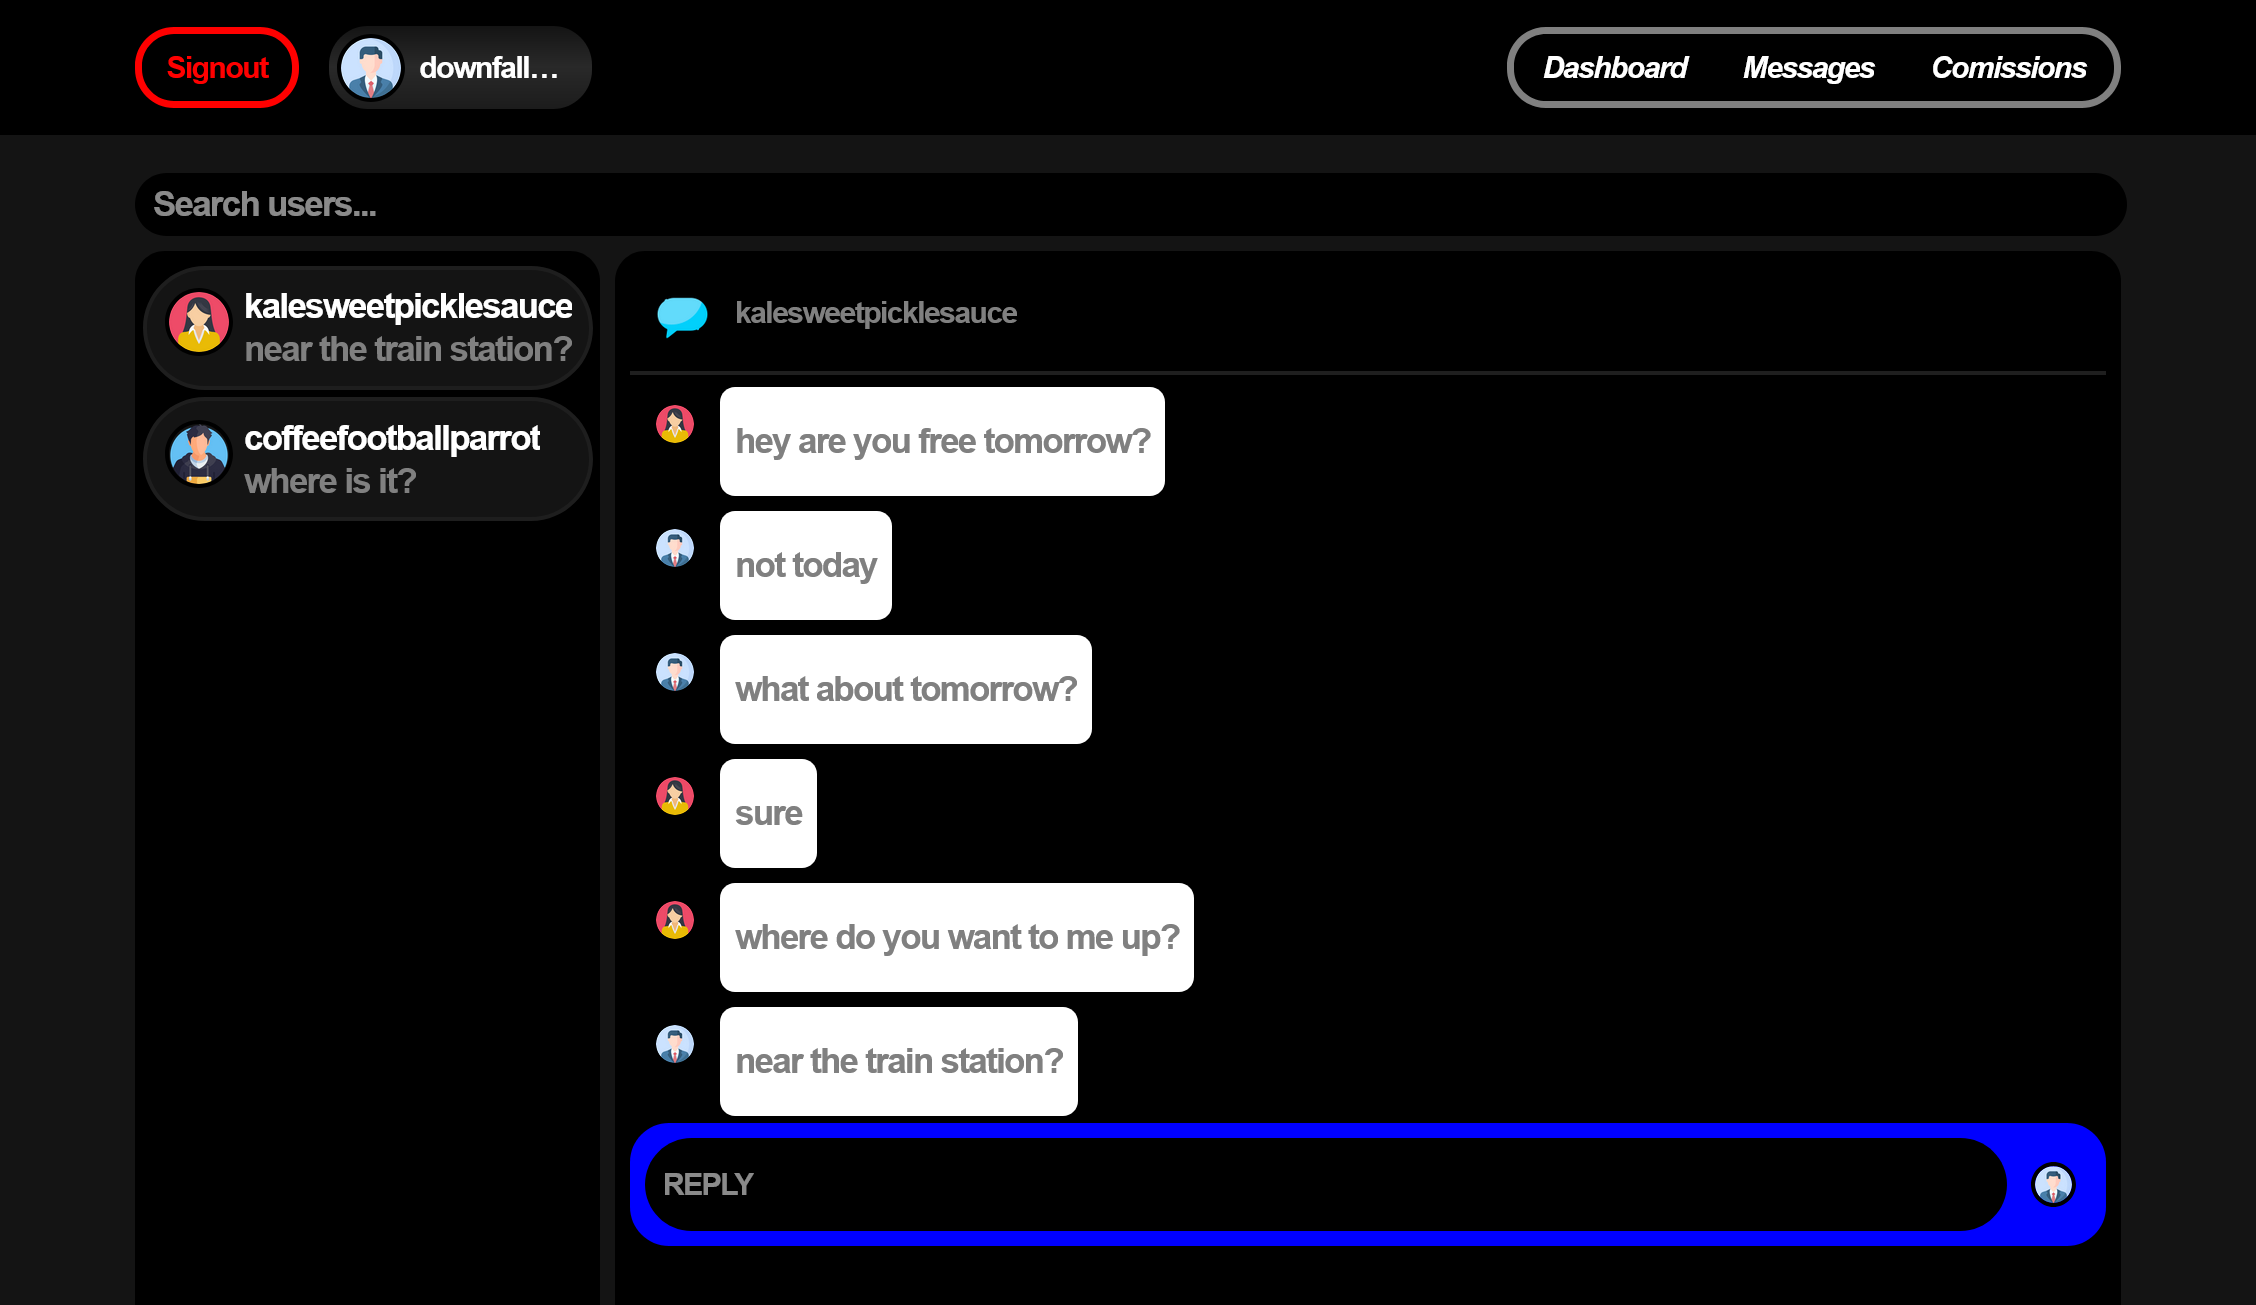 Signout
downfall...
Dashboard Messages Comissions
Search users...
kalesweetpicklesauce
near the train station?
coffeefootballparrot
where is it?
kalesweetpicklesauce
hey are you free tomorrow?
not today
what about tomorrow?
sure
where do you want to me up?
near the train station?
REPLY